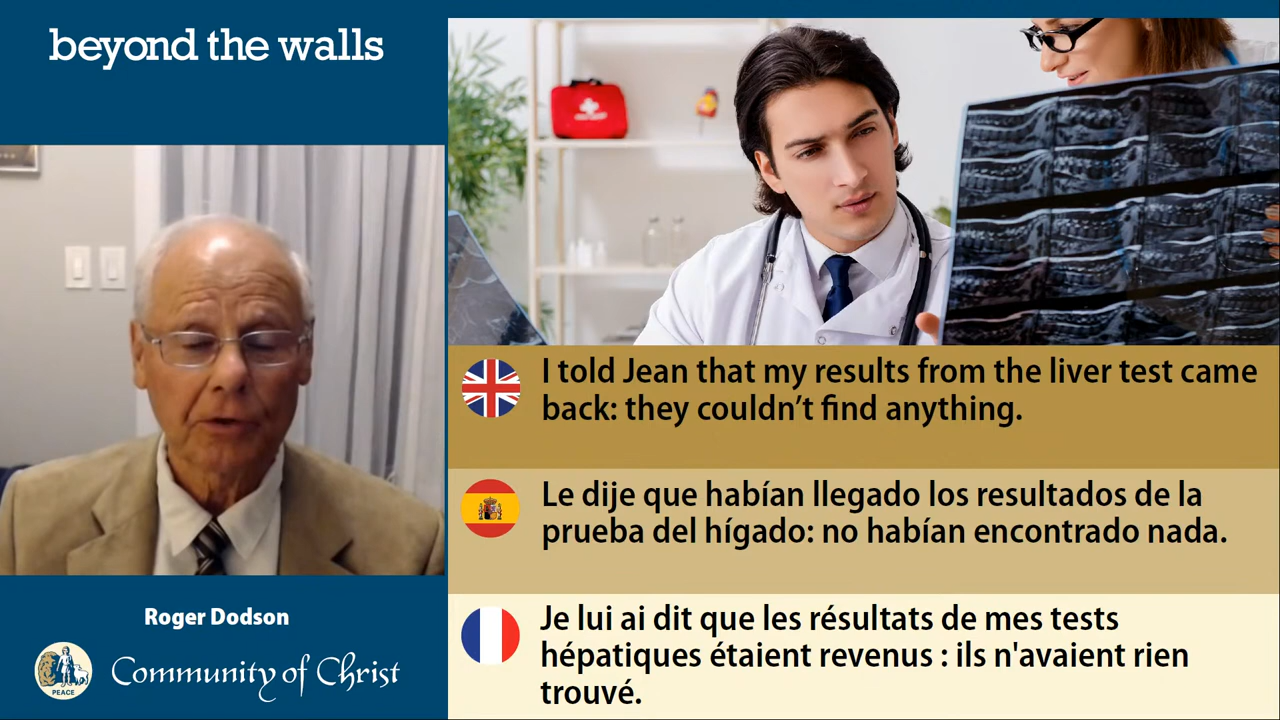 beyond the walls
I told Jean that my results from the liver test came
back: they couldn’t find anything.
Le dije que habían llegado los resultados de la
prueba del hígado: no habían encontrado nada.
Je lui ai dit que les résultats de mes tests
hépatiques étaient revenus : ils n'avaient rien
trouvé.
Roger Dodson
PEACE
Community of Christ